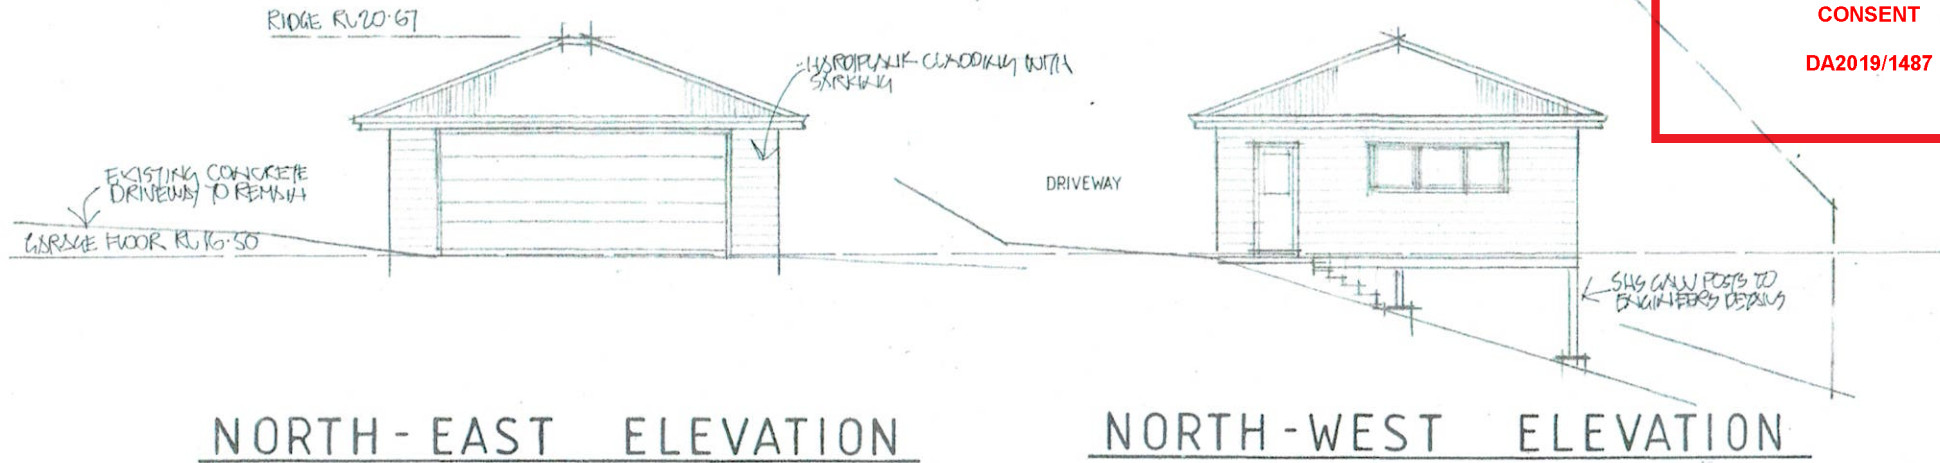 RIDGE RL20·67
HARDIPLANK CLADDING WITH
SARKING
CONSENT
DA2019/1487
EXISTING CONCRETE
DRIVEWAY TO REMAIN
GARAGE FLOOR RL16·50
DRIVEWAY
SHS GALV POSTS TO
ENGINEERS DETAILS
NORTH-EAST ELEVATION
NORTH-WEST ELEVATION